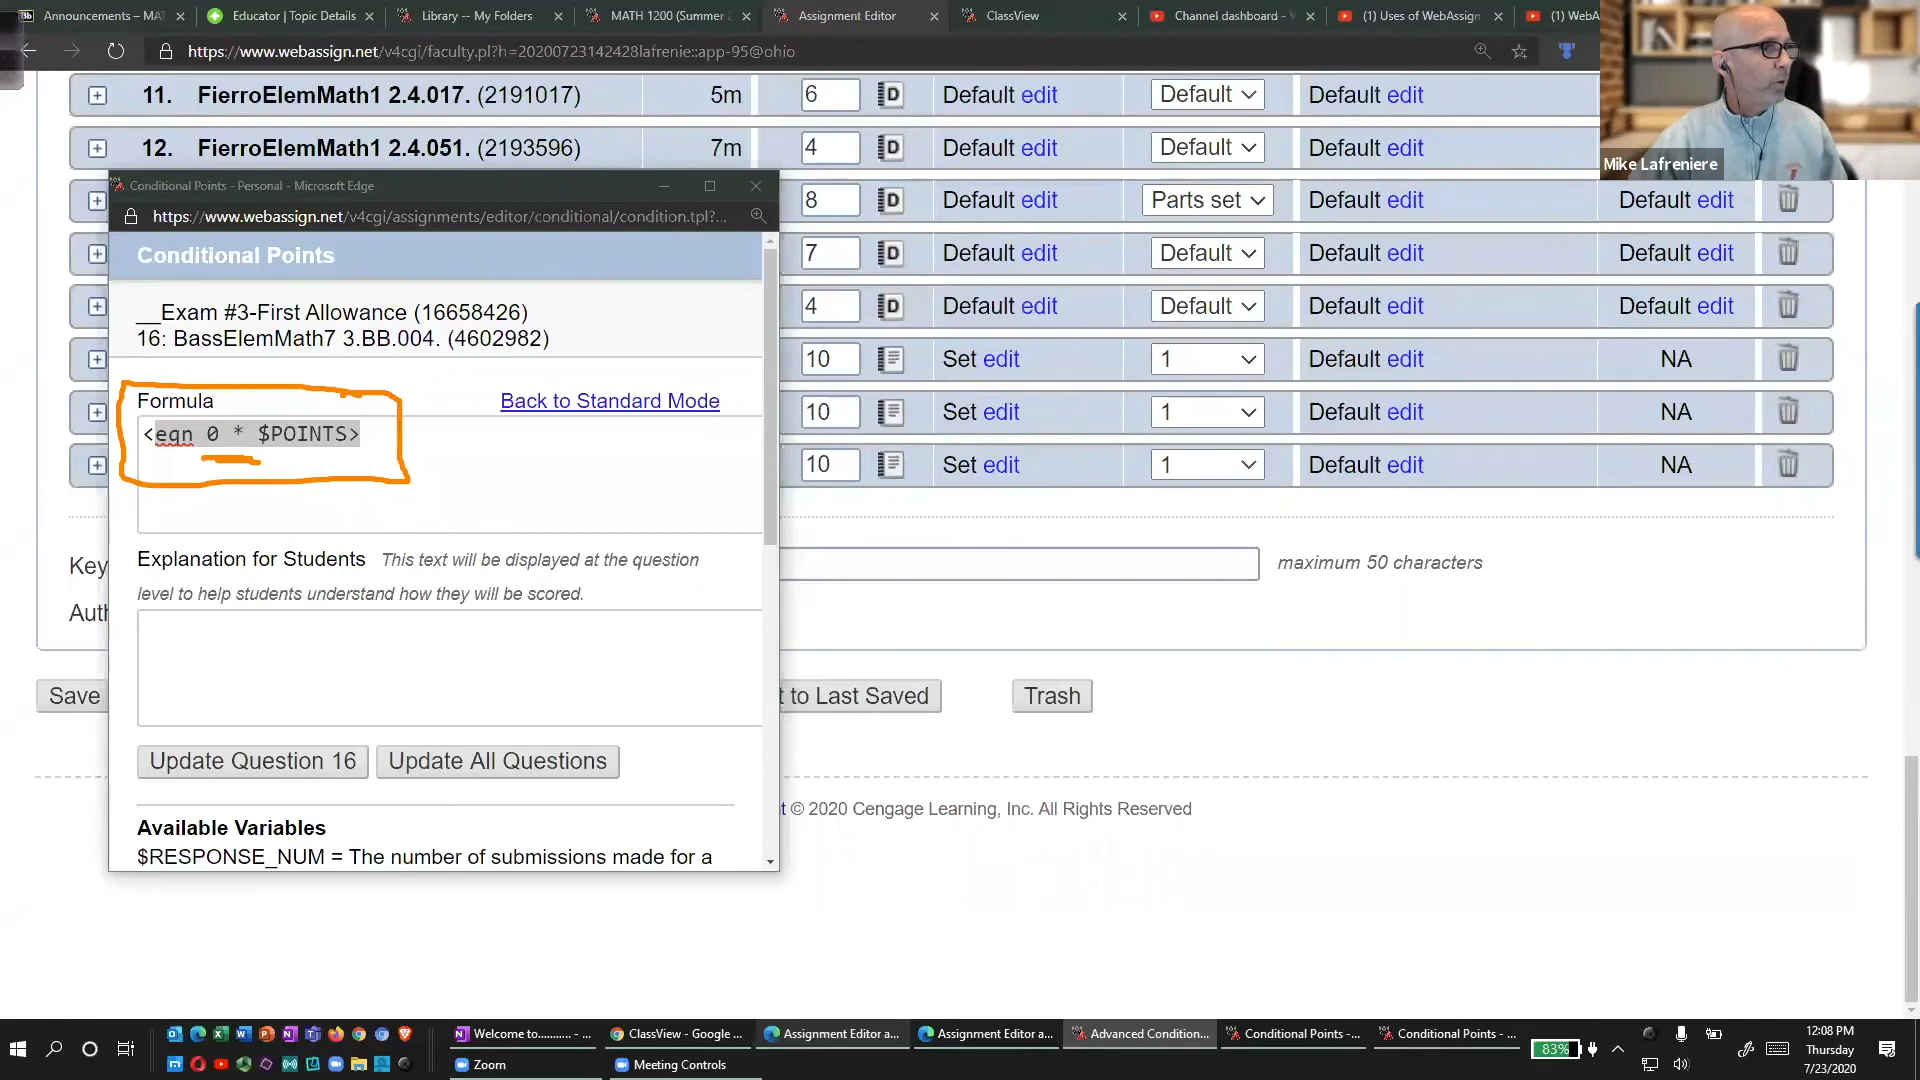 Announcements – MAT
Educator | Topic Details
Library -- My Folders
MATH 1200 (Summer 2
Assignment Editor
ClassView
Channel dashboard - Y
(1) Uses of WebAssign
(1) WebA
https://www.webassign.net/v4cgi/faculty.pl?h=20200723142428lafrenie::app-95@ohio
11. FierroElemMath1 2.4.017. (2191017) 5m 6 D Default edit Default Default edit
12. FierroElemMath1 2.4.051. (2193596) 7m 4 D Default edit Default Default edit
Mike Lafreniere
8 D Default edit Parts set Default edit Default edit
7 D Default edit Default Default edit Default edit
4 D Default edit Default Default edit Default edit
10 Set edit 1 Default edit NA
10 Set edit 1 Default edit NA
10 Set edit 1 Default edit NA
Conditional Points - Personal - Microsoft Edge
https://www.webassign.net/v4cgi/assignments/editor/conditional/condition.tpl?...
Conditional Points
__Exam #3-First Allowance (16658426)
16: BassElemMath7 3.BB.004. (4602982)
Formula Back to Standard Mode
<eqn 0 * $POINTS>
Explanation for Students This text will be displayed at the question
level to help students understand how they will be scored.
Update Question 16 Update All Questions
Available Variables
$RESPONSE_NUM = The number of submissions made for a
Key
maximum 50 characters
Auth
Save
t to Last Saved
Trash
t © 2020 Cengage Learning, Inc. All Rights Reserved
Welcome to........... - ...
ClassView - Google ...
Assignment Editor a...
Assignment Editor a...
Advanced Condition...
Conditional Points -...
Conditional Points - ...
Zoom
Meeting Controls
83%
12:08 PM
Thursday
7/23/2020